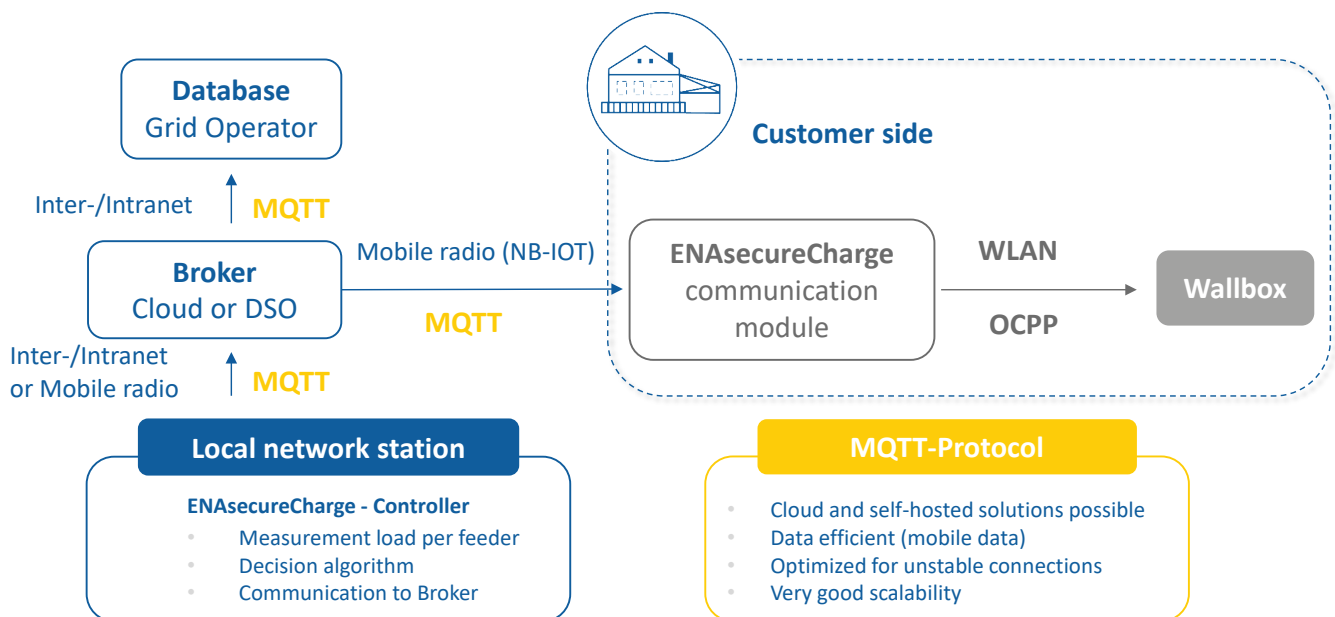 Database
Grid Operator
Customer side
Inter-/Intranet
MQTT
Broker
Cloud or DSO
Mobile radio (NB-IOT)
MQTT
ENAsecureCharge
communication
module
WLAN
OCPP
Wallbox
Inter-/Intranet
or Mobile radio
MQTT
Local network station
ENAsecureCharge - Controller
• Measurement load per feeder
• Decision algorithm
• Communication to Broker
MQTT-Protocol
• Cloud and self-hosted solutions possible
• Data efficient (mobile data)
• Optimized for unstable connections
• Very good scalability